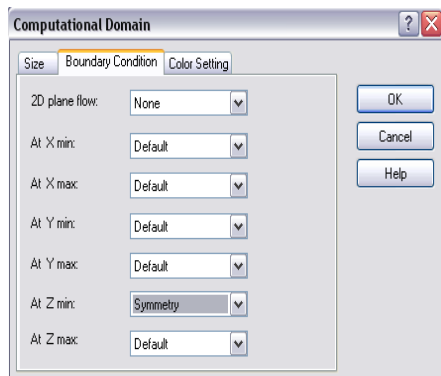 Computational Domain
Size Boundary Condition Color Setting
2D plane flow: None
At X min: Default
At X max: Default
At Y min: Default
At Y max: Default
At Z min: Symmetry
At Z max: Default
OK
Cancel
Help